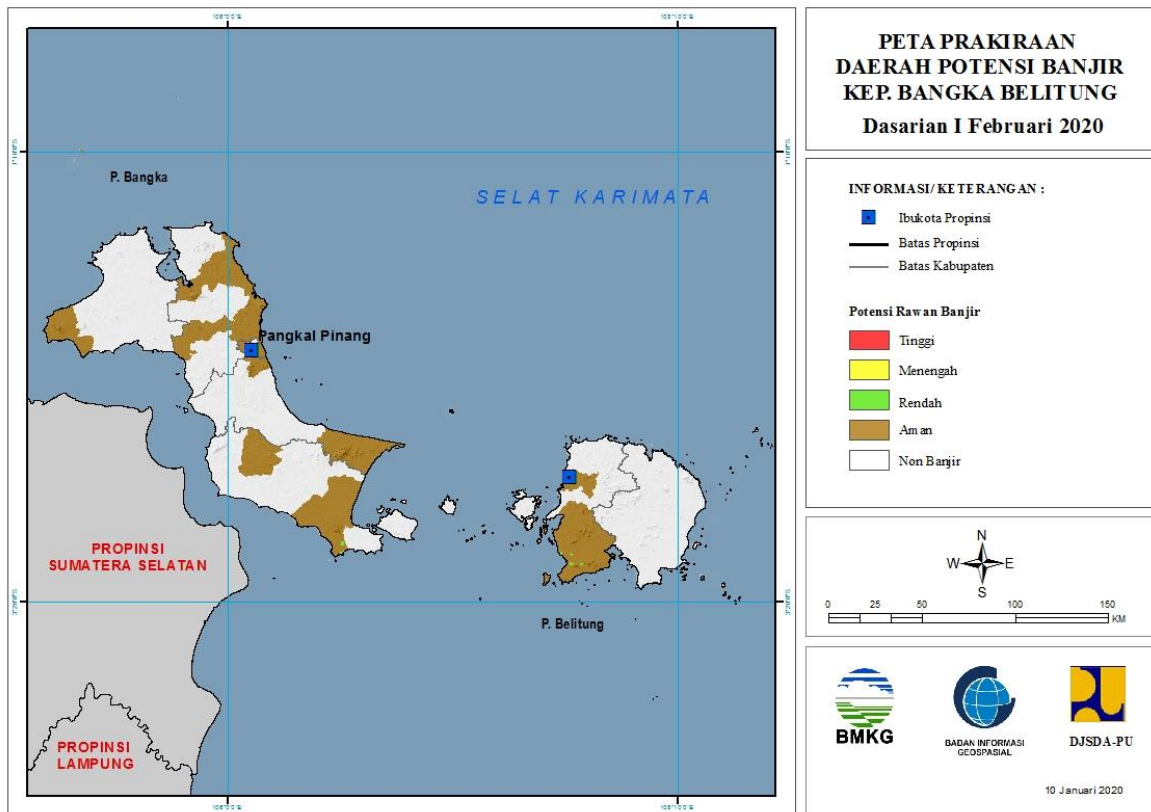 PETA PRAKIRAAN
DAERAH POTENSI BANJIR
KEP. BANGKA BELITUNG
Dasarian I Februari 2020
P. Bangka
SELAT KARIMATA
Pangkal Pinang
PROPINSI
SUMATERA SELATAN
P. Belitung
PROPINSI
LAMPUNG
INFORMASI/ KETERANGAN :
Ibukota Propinsi
Batas Propinsi
Batas Kabupaten
Potensi Rawan Banjir
Tinggi
Menengah
Rendah
Aman
Non Banjir
N
W E
S
0 25 50 100 150
KM
BMKG
BADAN INFORMASI
GEOSPASIAL
DJSDA-PU
10 Januari 2020